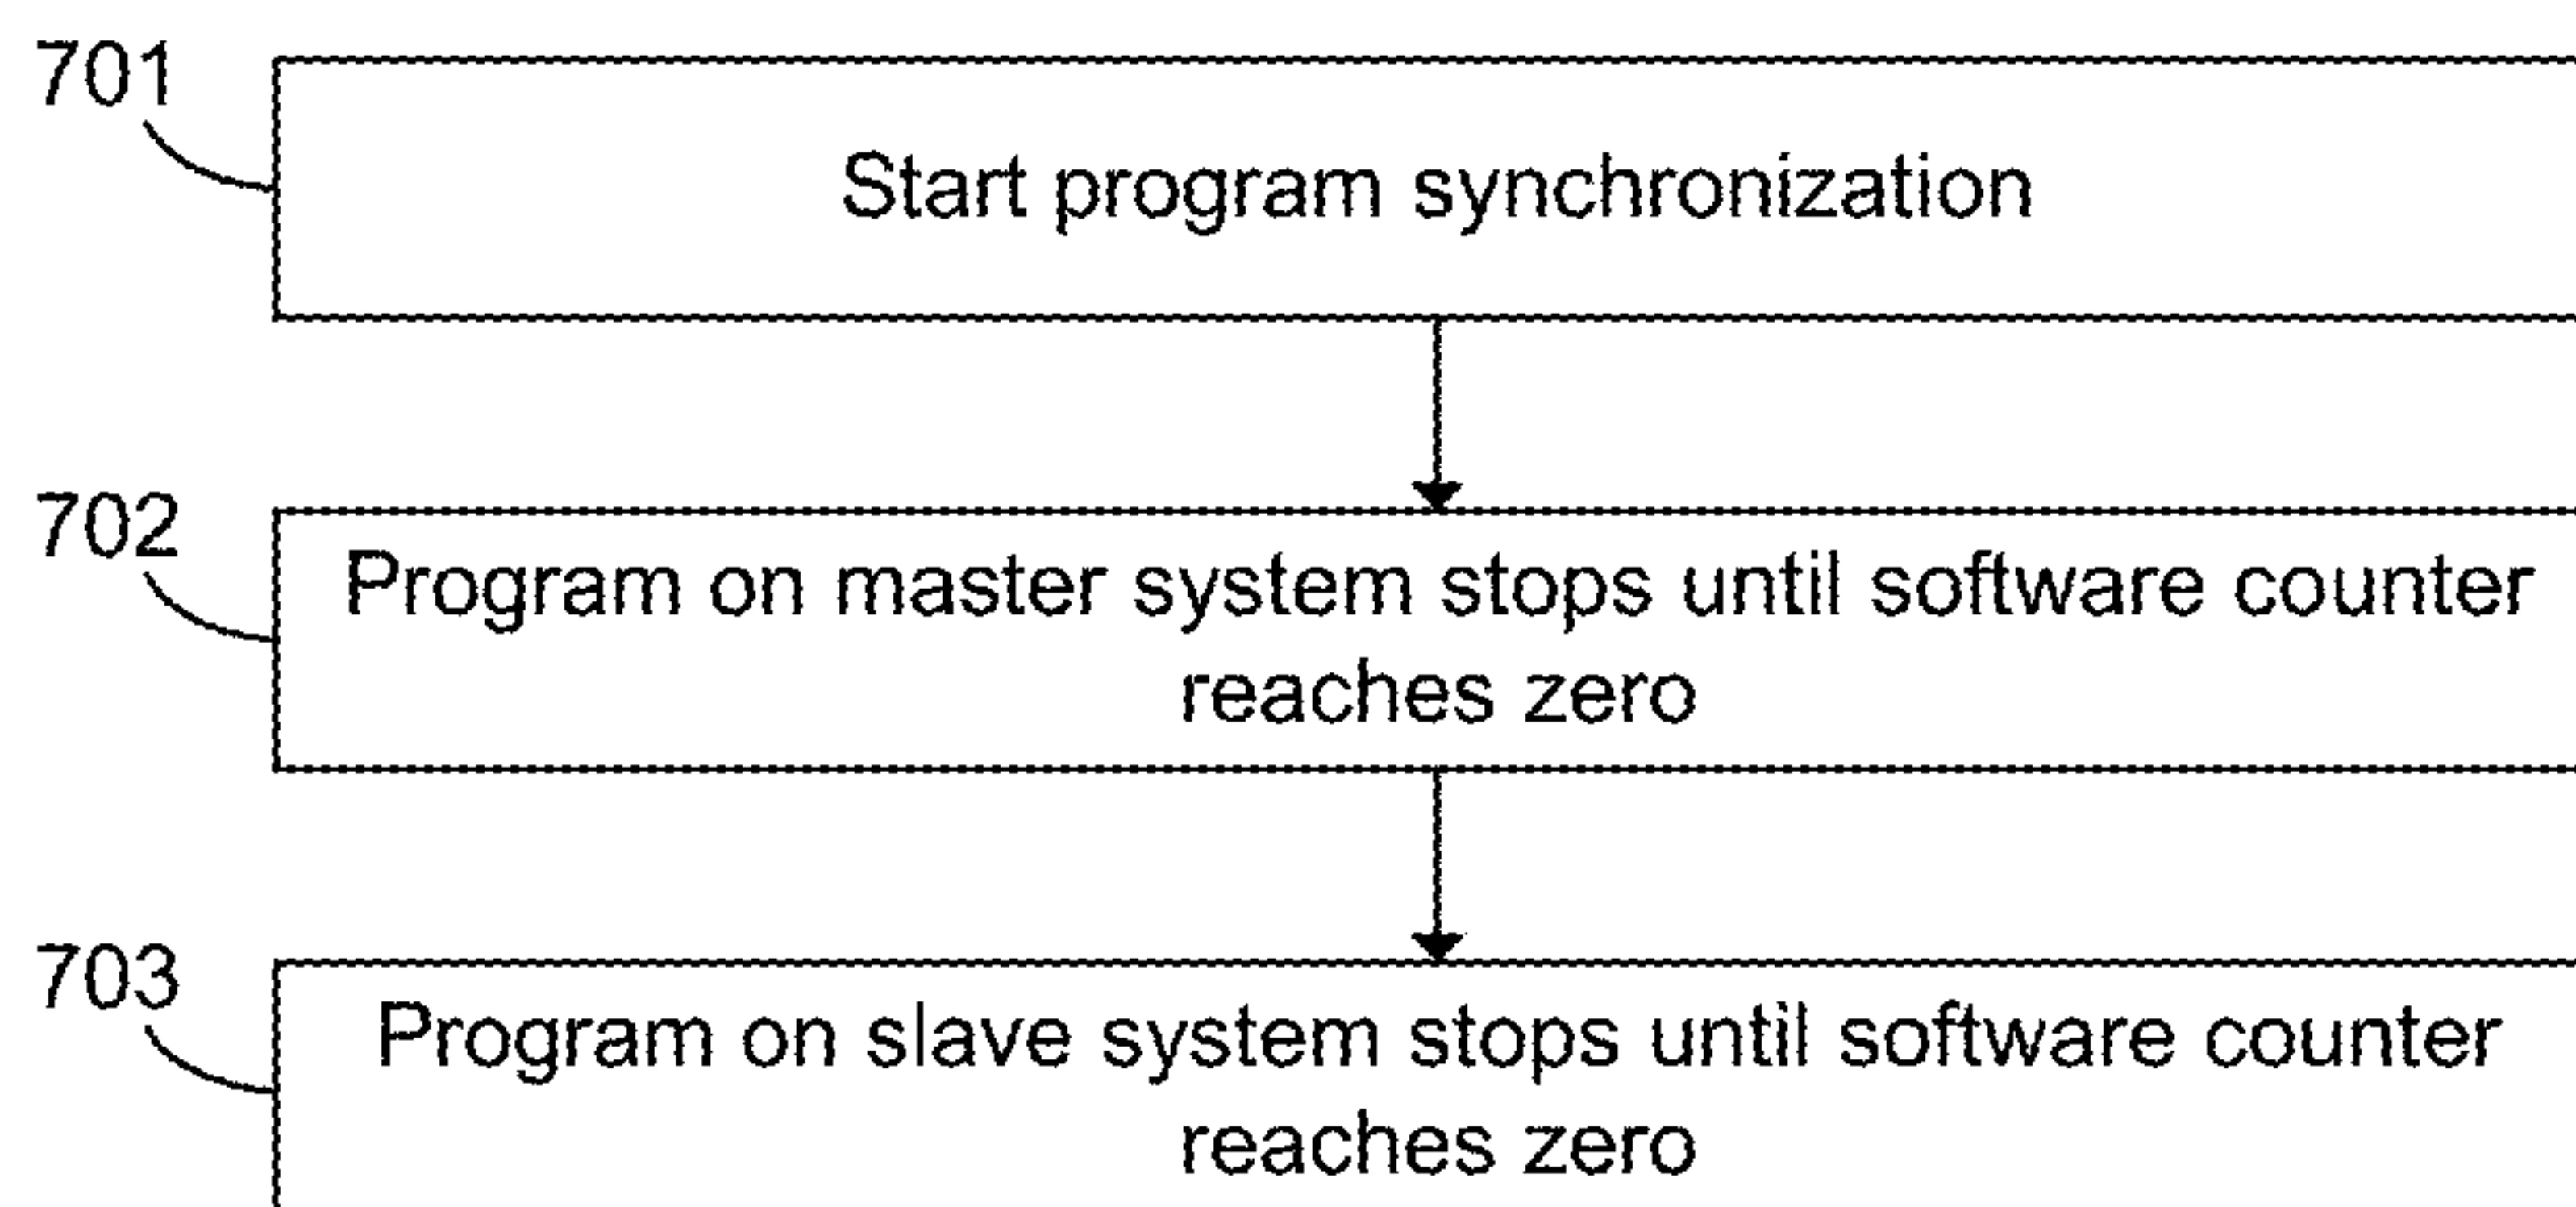 701
Start program synchronization
702
Program on master system stops until software counter
reaches zero
703
Program on slave system stops until software counter
reaches zero